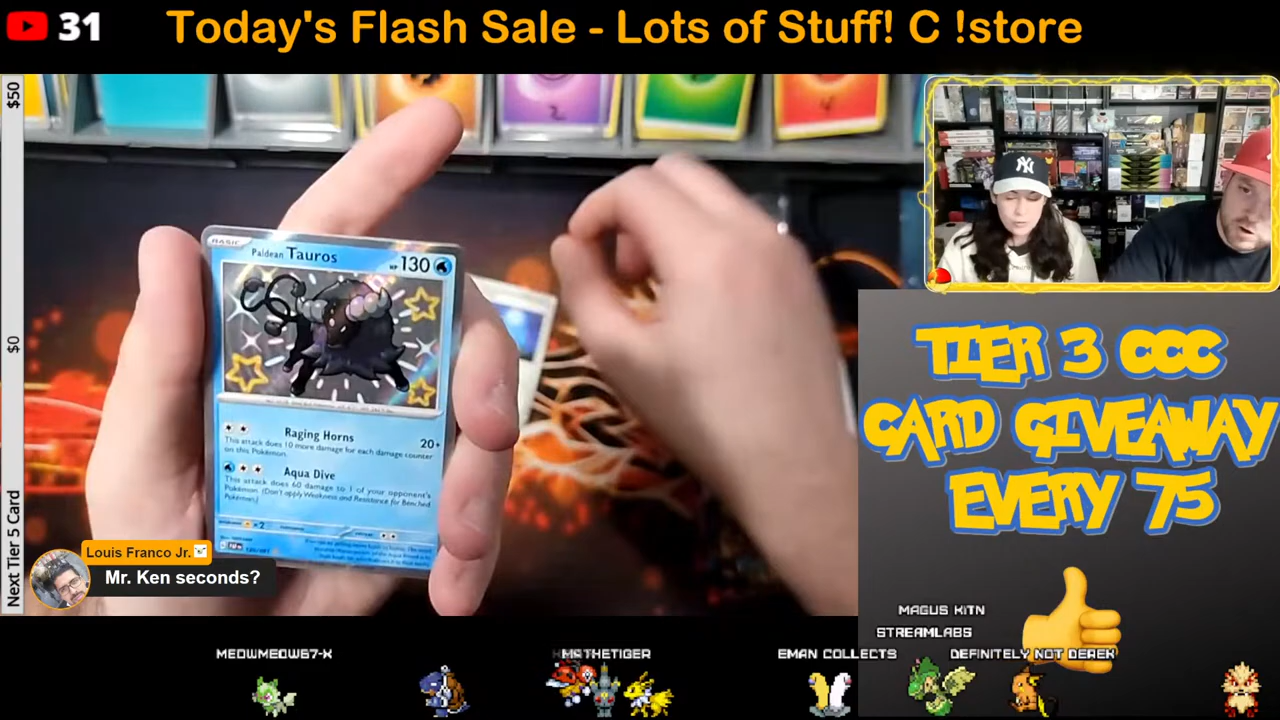 31
Today's Flash Sale - Lots of Stuff! C !store
$50
$0
Next Tier 5 Card
BASIC
Paldean Tauros
HP 130
Raging Horns 20+
This attack does 10 more damage for each damage counter
on this Pokémon.
Aqua Dive
This attack does 60 damage to 1 of your opponent's
Pokémon. (Don't apply Weakness and Resistance for Benched
Pokémon.)
×2
NY
TIER 3 CCC
CARD GIVEAWAY
EVERY 75
Louis Franco Jr.
Mr. Ken seconds?
MAGUS KITN
STREAMLABS
MEOWMEOW67-X
MATHETIGER
EMAN COLLECTS
DEFINITELY NOT DEREK